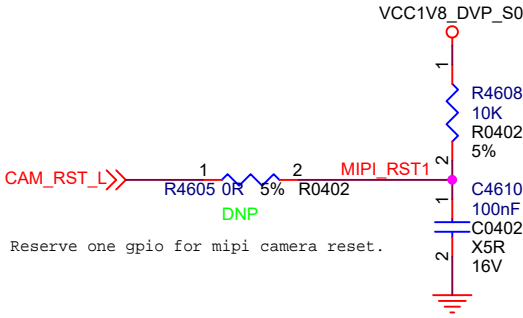 VCC1V8_DVP_S0
1
R4608
10K
R0402
5%
2
CAM_RST_L
1
2
MIPI_RST1
R4605 0R 5% R0402
DNP
1
C4610
100nF
C0402
X5R
16V
2
Reserve one gpio for mipi camera reset.